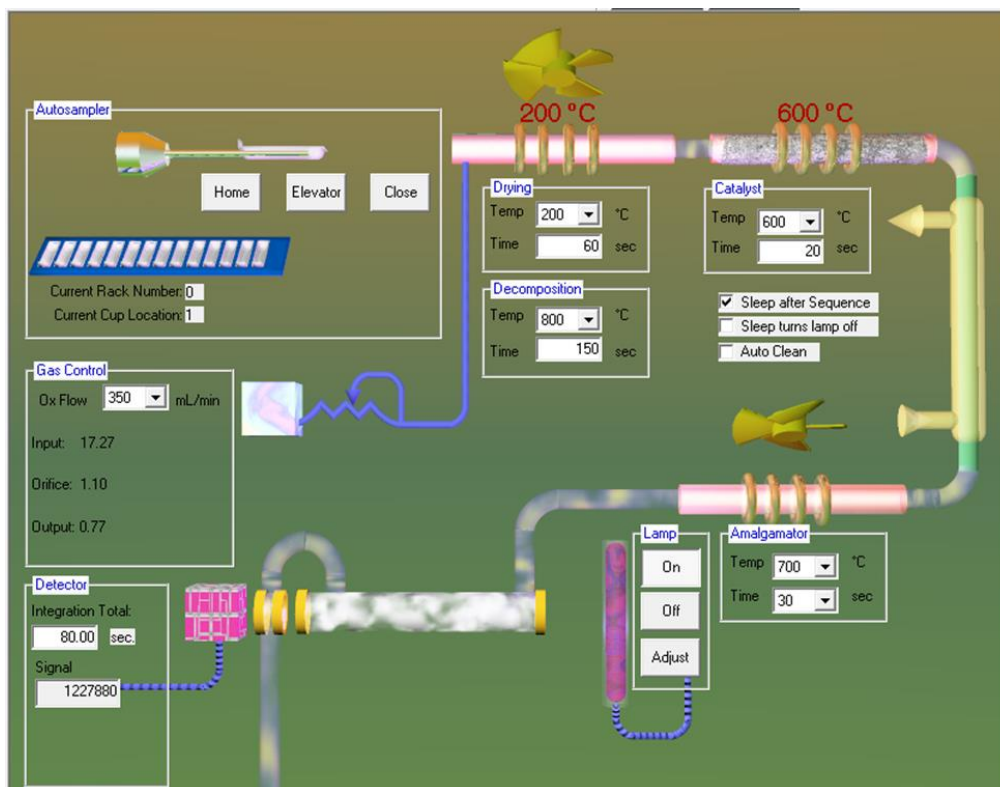 Autosampler
Home Elevator Close
Current Rack Number: 0
Current Cup Location: 1
200 °C
600 °C
Drying
Temp 200 °C
Time 60 sec
Catalyst
Temp 600 °C
Time 20 sec
Decomposition
Temp 800 °C
Time 150 sec
Sleep after Sequence
Sleep turns lamp off
Auto Clean
Gas Control
Ox Flow 350 mL/min
Input: 17.27
Orifice: 1.10
Output: 0.77
Lamp
On
Off
Adjust
Amalgamator
Temp 700 °C
Time 30 sec
Detector
Integration Total:
80.00 sec.
Signal
1227880